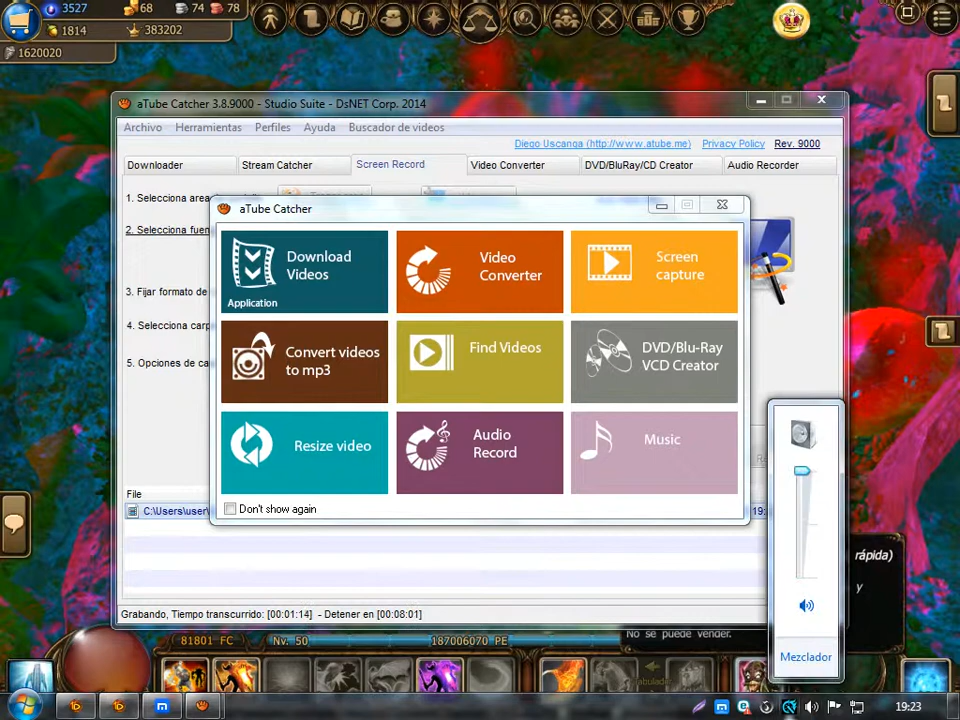 3527
68
74
78
1814
383202
1620020
aTube Catcher 3.8.9000 - Studio Suite - DsNET Corp. 2014
Archivo Herramientas Perfiles Ayuda Buscador de videos
Diego Uscanga (http://www.atube.me) Privacy Policy Rev. 9000
Downloader Stream Catcher Screen Record Video Converter DVD/BluRay/CD Creator Audio Recorder
1. Selecciona area
2. Selecciona fuen
3. Fijar formato de
4. Selecciona carp
5. Opciones de ca
aTube Catcher
Download Videos
Application
Video Converter
Screen capture
Convert videos to mp3
Find Videos
DVD/Blu-Ray VCD Creator
Resize video
Audio Record
Music
Don't show again
File
C:\Users\user\
19:
rápida)
y
Grabando, Tiempo transcurrido: [00:01:14] - Detener en [00:08:01]
No se puede vender.
81801 FC
Nv. 50
187006070 PE
Mezclador
19:23